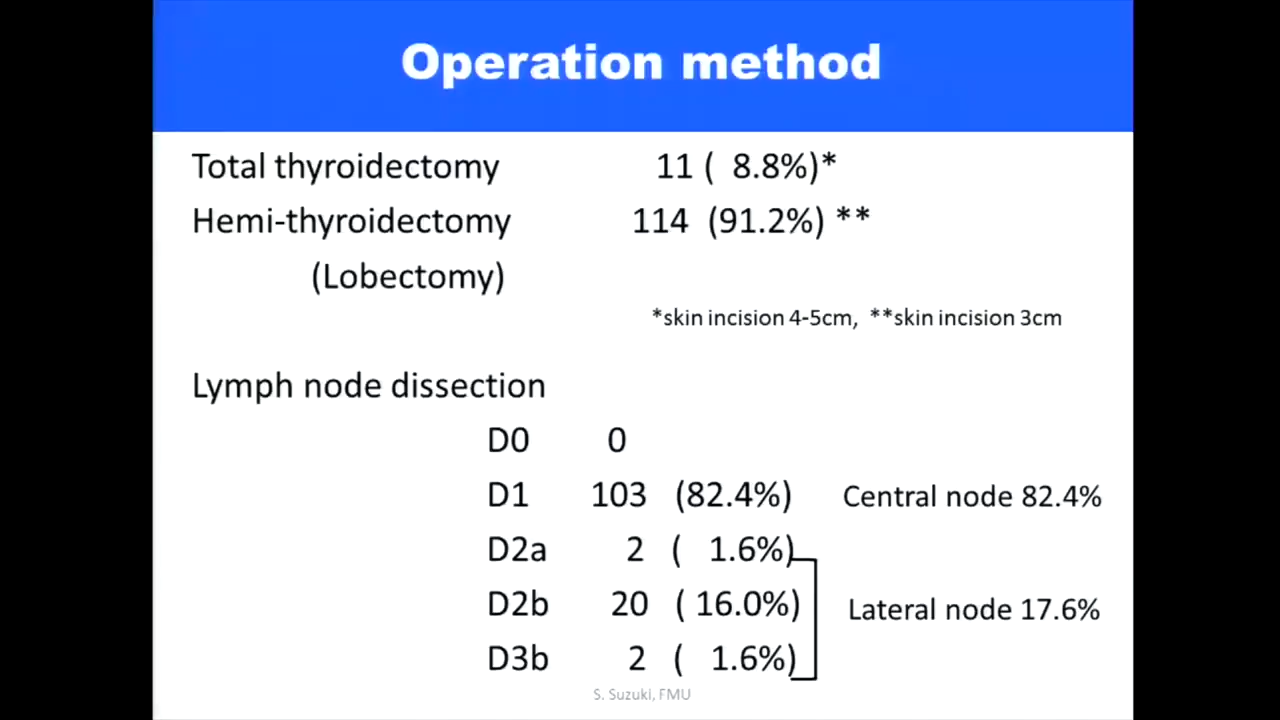 Operation method
Total thyroidectomy 11 ( 8.8%)*
Hemi-thyroidectomy 114 (91.2%) **
(Lobectomy)
*skin incision 4-5cm, **skin incision 3cm
Lymph node dissection
D0 0
D1 103 (82.4%) Central node 82.4%
D2a 2 ( 1.6%)
D2b 20 ( 16.0%) Lateral node 17.6%
D3b 2 ( 1.6%)
S. Suzuki, FMU